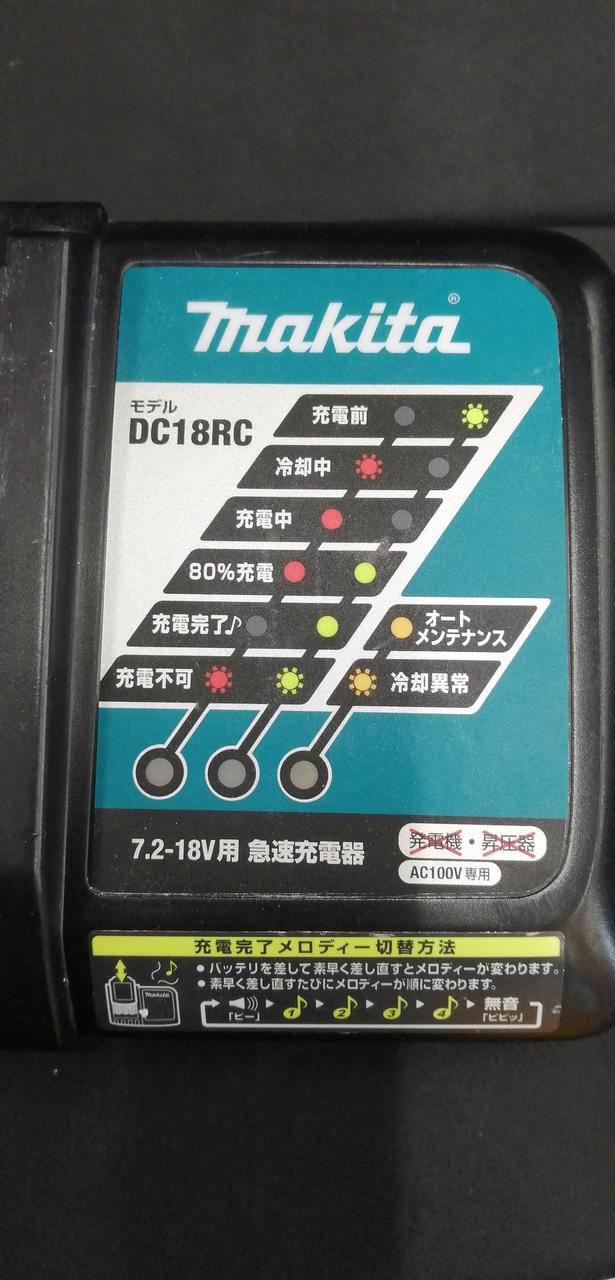 makita®
モデル
DC18RC
充電前
冷却中
充電中
80%充電
充電完了♪
オート
メンテナンス
充電不可
冷却異常
7.2-18V用 急速充電器
発電機・昇圧器
AC100V専用
充電完了メロディー切替方法
●バッテリを差して素早く差し直すとメロディーが変わります。
●素早く差し直すたびにメロディーが順に変わります。
makita
1 2 3 4 無音
「ピー」 「ピピッ」